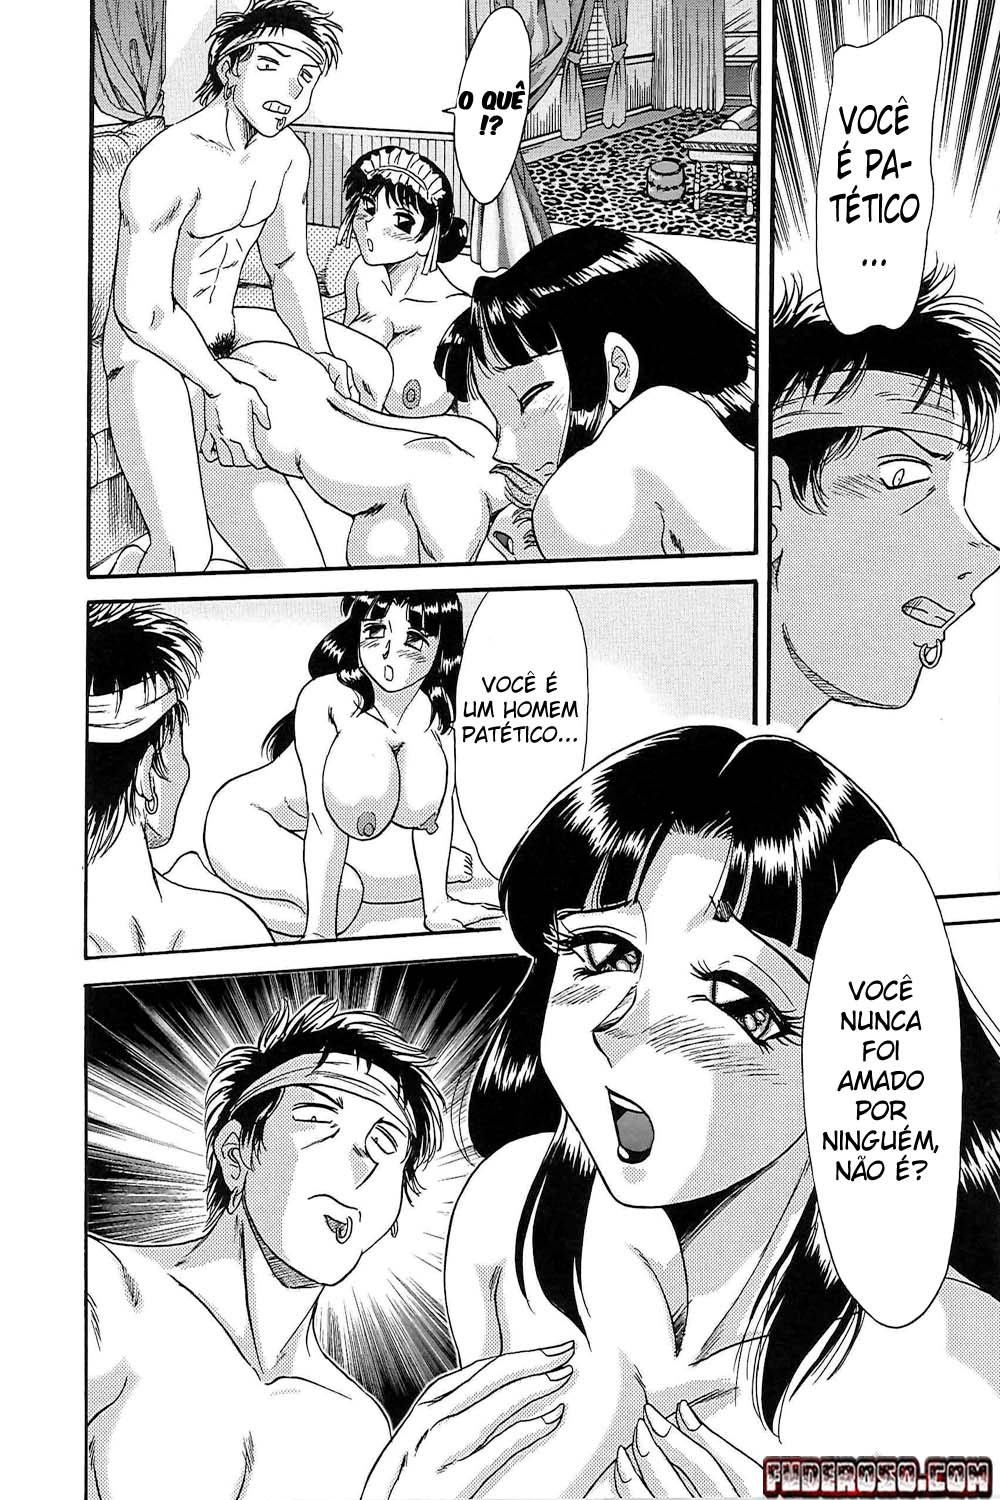 VOCÊ
É PA-
TÉTICO
...
O QUÊ
!?
VOCÊ É
UM HOMEM
PATÉTICO...
VOCÊ
NUNCA
FOI
AMADO
POR
NINGUÉM,
NÃO É?
FUDEROSO.COM